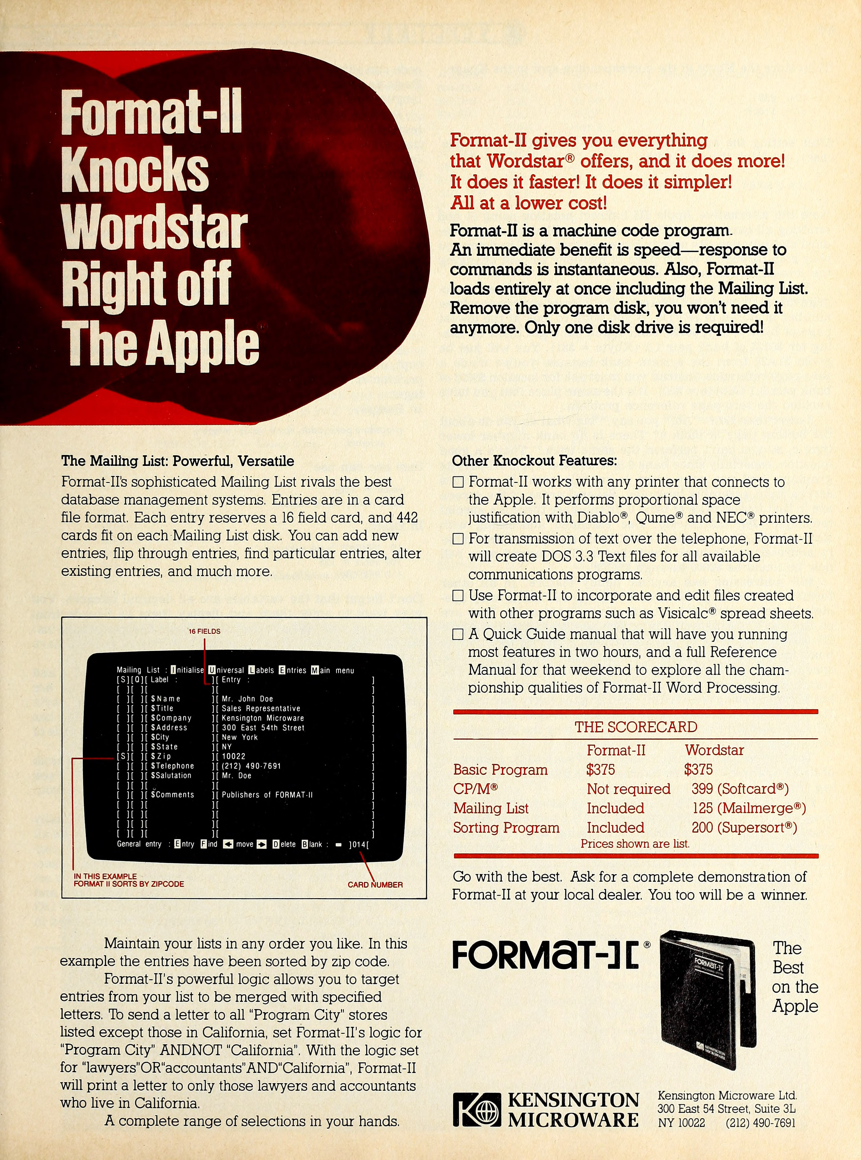 Format-II
Knocks
Wordstar
Right off
The Apple
Format-II gives you everything
that Wordstar® offers, and it does more!
It does it faster! It does it simpler!
All at a lower cost!
Format-II is a machine code program.
An immediate benefit is speed—response to
commands is instantaneous. Also, Format-II
loads entirely at once including the Mailing List.
Remove the program disk, you won't need it
anymore. Only one disk drive is required!
The Mailing List: Powerful, Versatile
Format-II's sophisticated Mailing List rivals the best
database management systems. Entries are in a card
file format. Each entry reserves a 16 field card, and 442
cards fit on each Mailing List disk. You can add new
entries, flip through entries, find particular entries, alter
existing entries, and much more.
16 FIELDS
Mailing List : Initialise Universal Labels Entries Main menu
[S][Q][ Label : ][ Entry : ]
[ ][ ][ ][ ]
[ ][ ][ $Name ][ Mr. John Doe ]
[ ][ ][ $Title ][ Sales Representative ]
[ ][ ][ $Company ][ Kensington Microware ]
[ ][ ][ $Address ][ 300 East 54th Street ]
[ ][ ][ $City ][ New York ]
[ ][ ][ $State ][ NY ]
[S][ ][ $Zip ][ 10022 ]
[ ][ ][ $Telephone ][ (212) 490-7691 ]
[ ][ ][ $Salutation ][ Mr. Doe ]
[ ][ ][ ][ ]
[ ][ ][ $Comments ][ Publishers of FORMAT-II ]
[ ][ ][ ][ ]
[ ][ ][ ][ ]
[ ][ ][ ][ ]
[ ][ ][ ][ ]
General entry : Entry Find move Delete Blank : ]014[
IN THIS EXAMPLE
FORMAT II SORTS BY ZIPCODE
CARD NUMBER
Maintain your lists in any order you like. In this
example the entries have been sorted by zip code.
Format-II's powerful logic allows you to target
entries from your list to be merged with specified
letters. To send a letter to all "Program City" stores
listed except those in California, set Format-II's logic for
"Program City" ANDNOT "California". With the logic set
for "lawyers"OR"accountants"AND"California", Format-II
will print a letter to only those lawyers and accountants
who live in California.
A complete range of selections in your hands.
Other Knockout Features:
☐ Format-II works with any printer that connects to
the Apple. It performs proportional space
justification with Diablo®, Qume® and NEC® printers.
☐ For transmission of text over the telephone, Format-II
will create DOS 3.3 Text files for all available
communications programs.
☐ Use Format-II to incorporate and edit files created
with other programs such as Visicalc® spread sheets.
☐ A Quick Guide manual that will have you running
most features in two hours, and a full Reference
Manual for that weekend to explore all the cham-
pionship qualities of Format-II Word Processing.
THE SCORECARD
Format-II Wordstar
Basic Program $375 $375
CP/M® Not required 399 (Softcard®)
Mailing List Included 125 (Mailmerge®)
Sorting Program Included 200 (Supersort®)
Prices shown are list.
Go with the best. Ask for a complete demonstration of
Format-II at your local dealer. You too will be a winner.
FORMAT-II®
FORMAT-II
The
Best
on the
Apple
KENSINGTON
MICROWARE
Kensington Microware Ltd.
300 East 54 Street, Suite 3L
NY 10022 (212) 490-7691